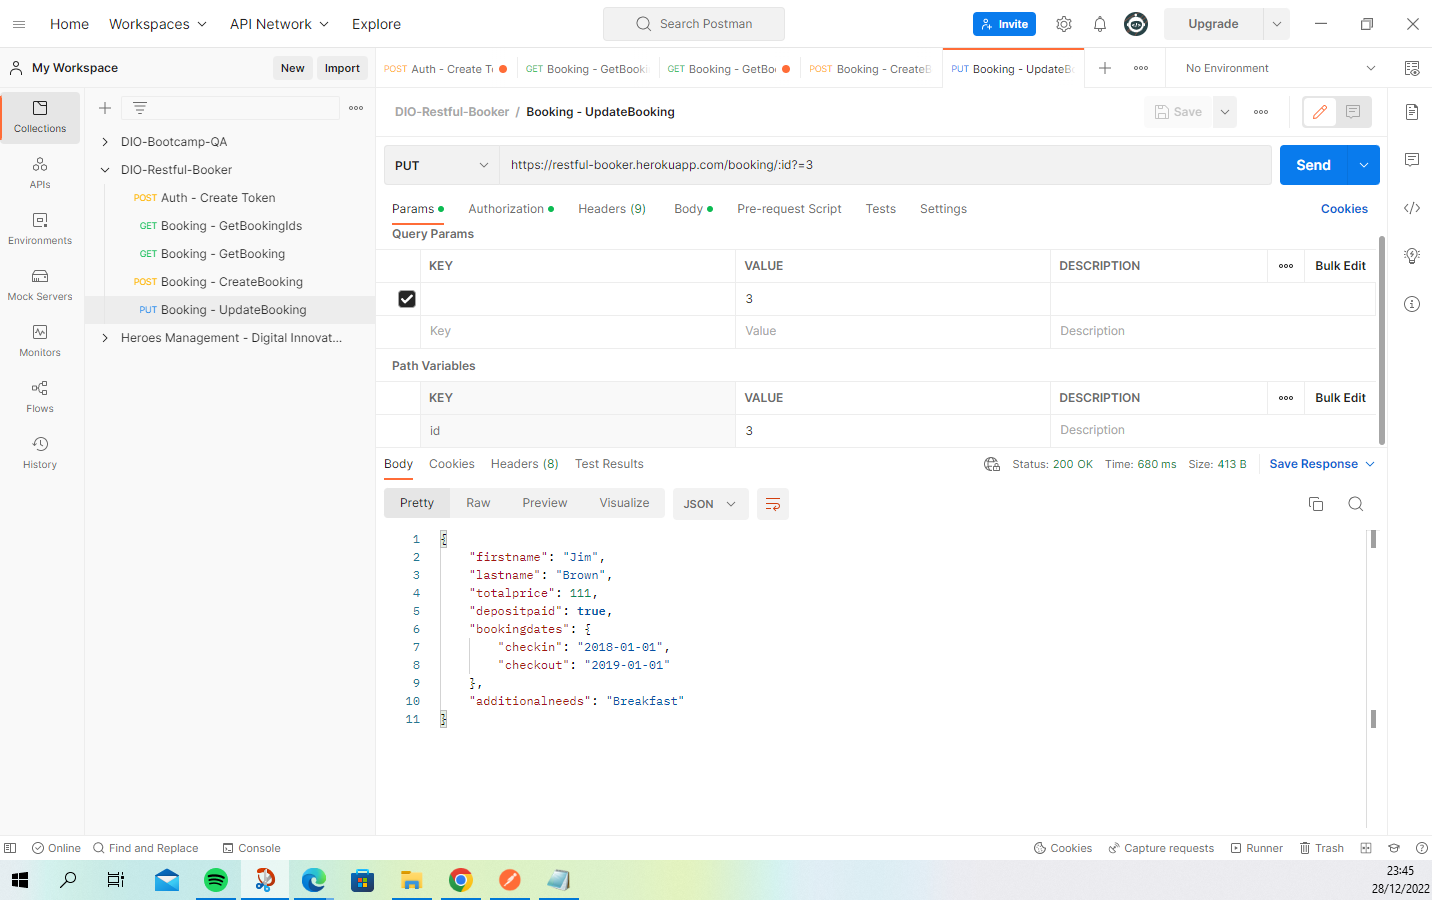 Home Workspaces API Network Explore Search Postman Invite Upgrade
My Workspace New Import
POST Auth - Create T GET Booking - GetBooki GET Booking - GetBo POST Booking - CreateB PUT Booking - UpdateB No Environment
DIO-Restful-Booker / Booking - UpdateBooking Save
Collections
APIs
Environments
Mock Servers
Monitors
Flows
History
DIO-Bootcamp-QA
DIO-Restful-Booker
POST Auth - Create Token
GET Booking - GetBookingIds
GET Booking - GetBooking
POST Booking - CreateBooking
PUT Booking - UpdateBooking
Heroes Management - Digital Innovat...
PUT https://restful-booker.herokuapp.com/booking/:id?=3 Send
Params Authorization Headers (9) Body Pre-request Script Tests Settings Cookies
Query Params
KEY VALUE DESCRIPTION Bulk Edit
3
Key Value Description
Path Variables
KEY VALUE DESCRIPTION Bulk Edit
id 3 Description
Body Cookies Headers (8) Test Results Status: 200 OK Time: 680 ms Size: 413 B Save Response
Pretty Raw Preview Visualize JSON
1 {
2 "firstname": "Jim",
3 "lastname": "Brown",
4 "totalprice": 111,
5 "depositpaid": true,
6 "bookingdates": {
7 "checkin": "2018-01-01",
8 "checkout": "2019-01-01"
9 },
10 "additionalneeds": "Breakfast"
11 }
Online Find and Replace Console Cookies Capture requests Runner Trash
23:45
28/12/2022